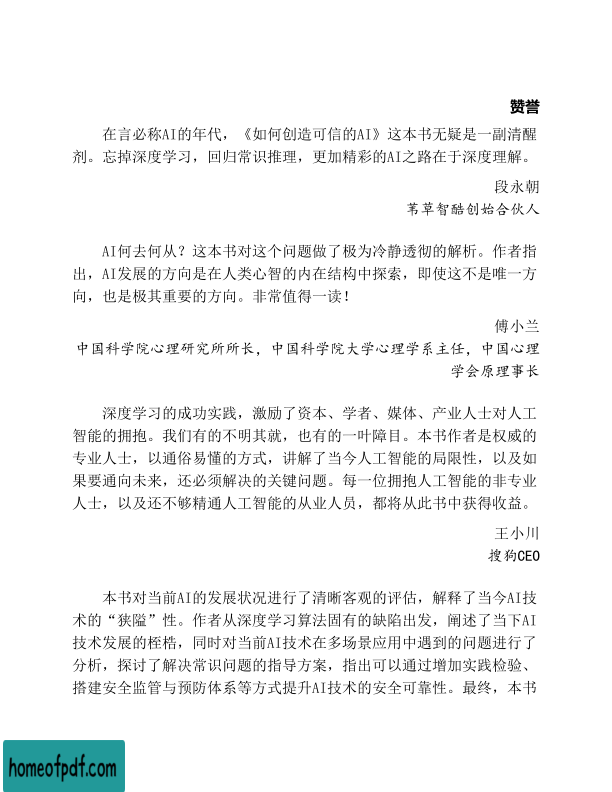 赞誉
在言必称AI的年代，《如何创造可信的AI》这本书无疑是一副清醒
剂。忘掉深度学习，回归常识推理，更加精彩的AI之路在于深度理解。
段永朝
苇草智酷创始合伙人
AI何去何从？这本书对这个问题做了极为冷静透彻的解析。作者指
出，AI发展的方向是在人类心智的内在结构中探索，即使这不是唯一方
向，也是极其重要的方向。非常值得一读！
傅小兰
中国科学院心理研究所所长，中国科学院大学心理学系主任，中国心理
学会原理事长
深度学习的成功实践，激励了资本、学者、媒体、产业人士对人工
智能的拥抱。我们有的不明其就，也有的一叶障目。本书作者是权威的
专业人士，以通俗易懂的方式，讲解了当今人工智能的局限性，以及如
果要通向未来，还必须解决的关键问题。每一位拥抱人工智能的非专业
人士，以及还不够精通人工智能的从业人员，都将从此书中获得收益。
王小川
搜狗CEO
本书对当前AI的发展状况进行了清晰客观的评估，解释了当今AI技
术的“狭隘”性。作者从深度学习算法固有的缺陷出发，阐述了当下AI
技术发展的桎梏，同时对当前AI技术在多场景应用中遇到的问题进行了
分析，探讨了解决常识问题的指导方案，指出可以通过增加实践检验、
搭建安全监管与预防体系等方式提升AI技术的安全可靠性。最终，本书
homeofpdf.com